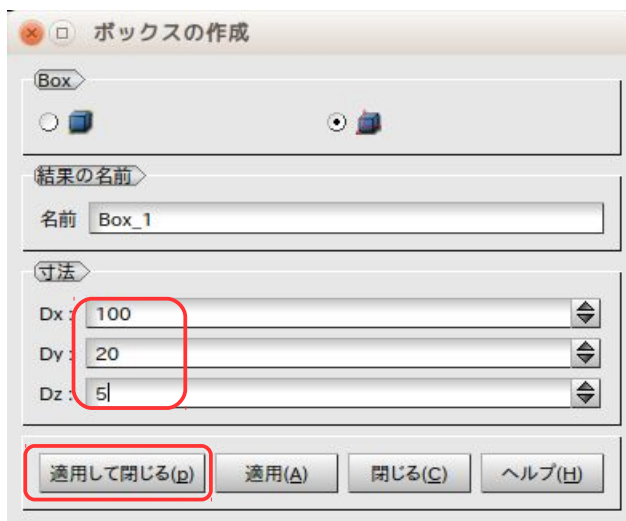 ボックスの作成
Box
結果の名前
名前 Box_1
寸法
Dx : 100
Dy : 20
Dz : 5
適用して閉じる(p) 適用(A) 閉じる(C) ヘルプ(H)